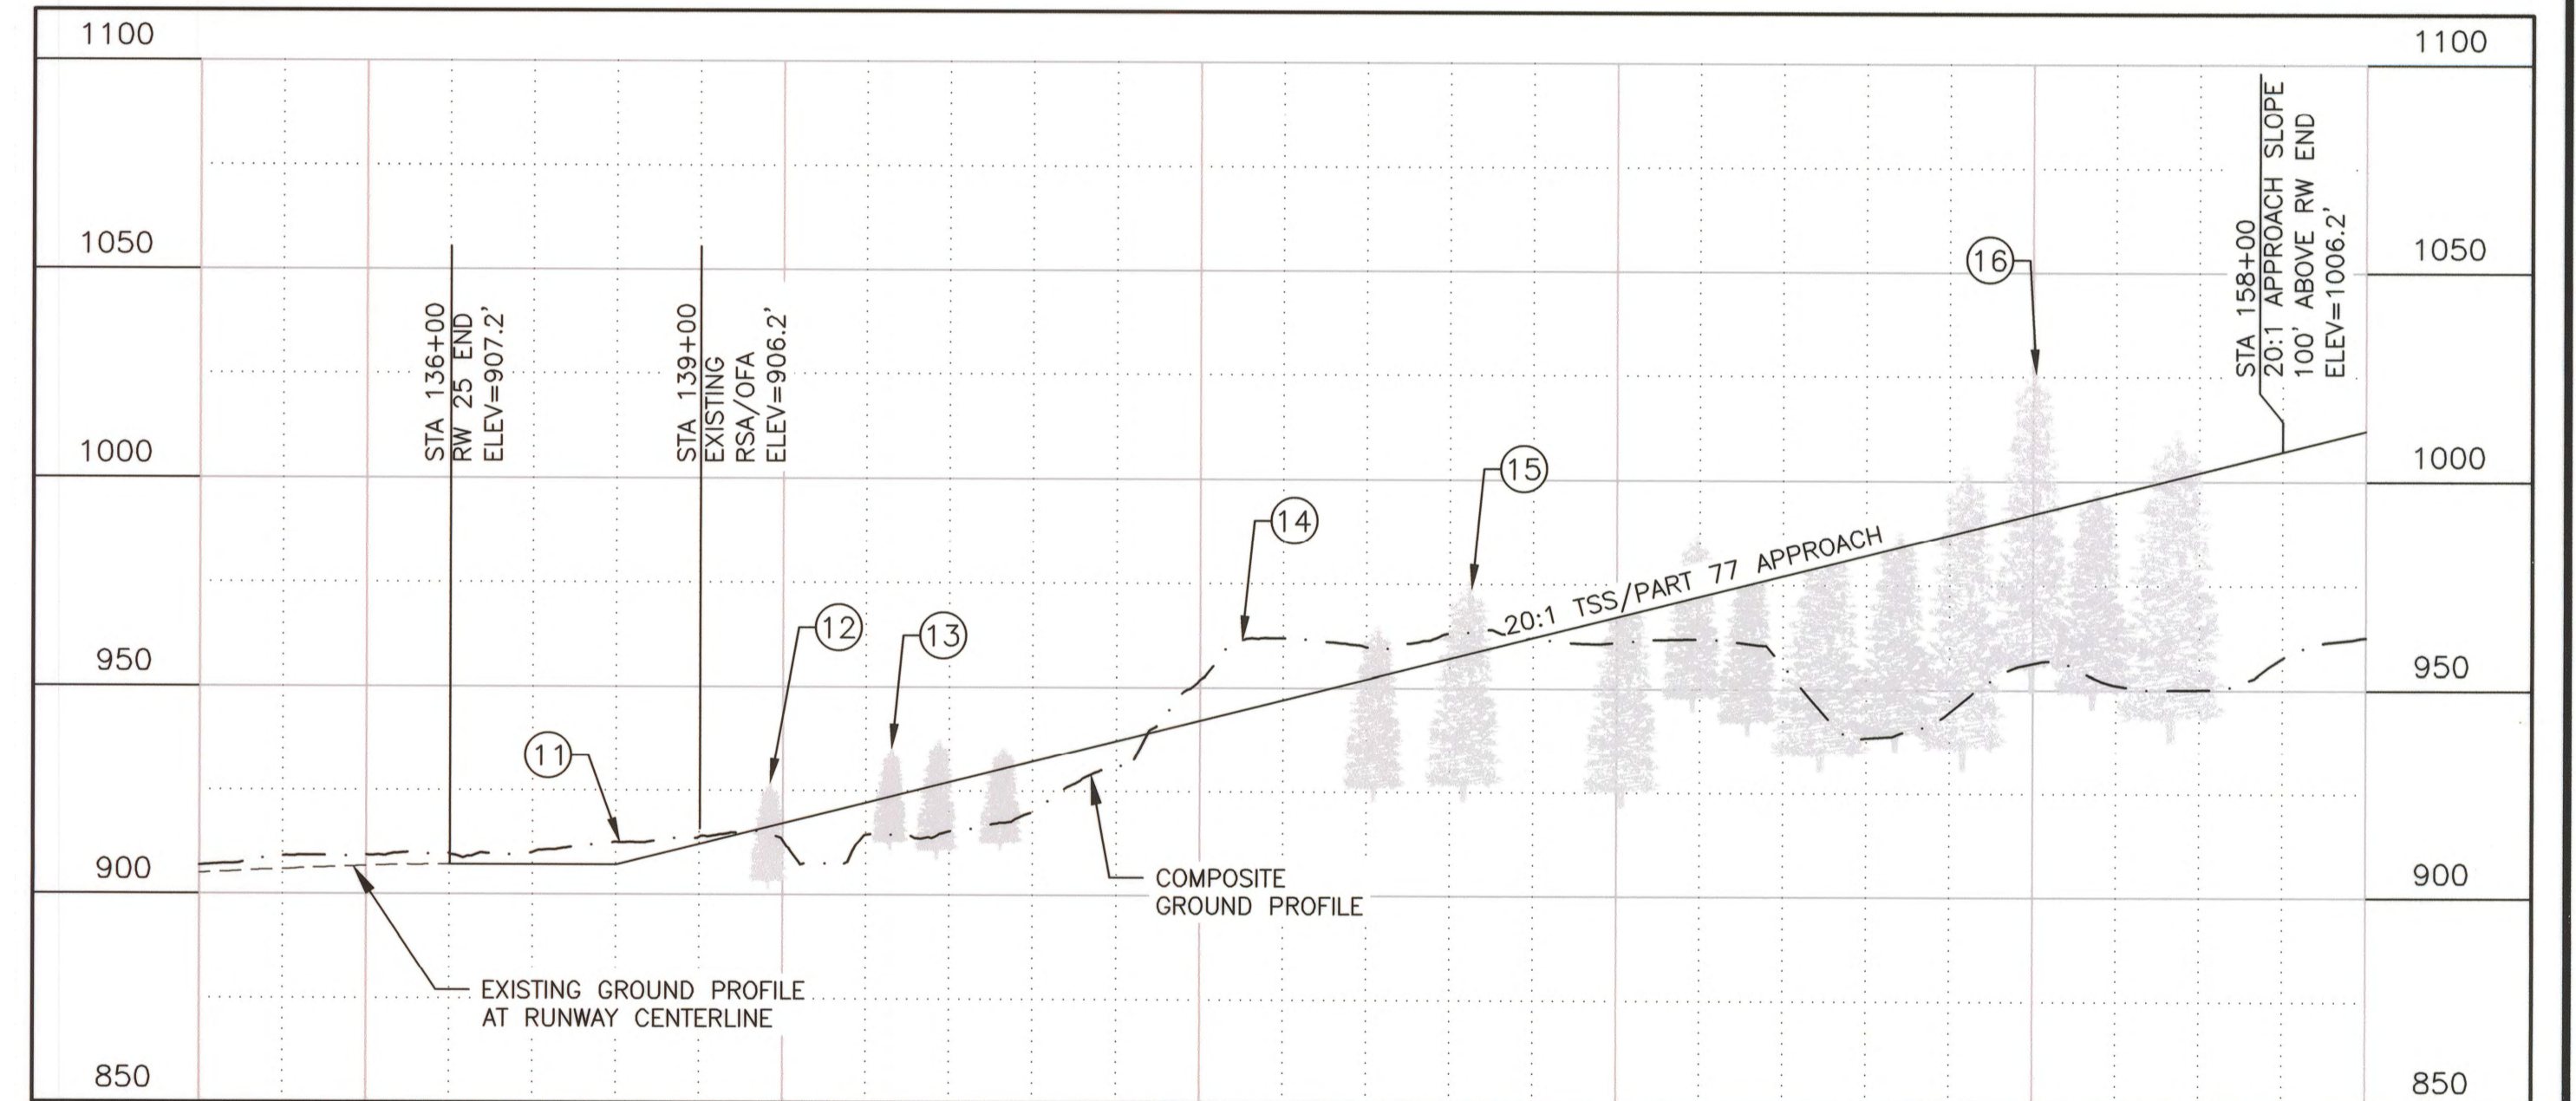 1100
1100
1050
1050
1000
1000
950
950
900
900
850
850
STA 136+00
RW 25 END
ELEV=907.2'
STA 139+00
EXISTING
RSA/OFA
ELEV=906.2'
STA 158+00
20:1 APPROACH SLOPE
100' ABOVE RW END
ELEV=1006.2'
11
12
13
14
15
16
20:1 TSS/PART 77 APPROACH
COMPOSITE
GROUND PROFILE
EXISTING GROUND PROFILE
AT RUNWAY CENTERLINE